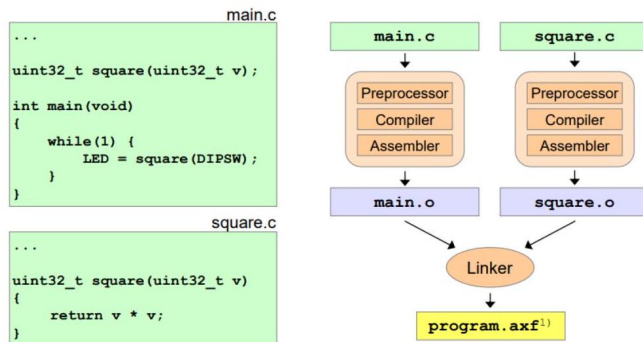 main.c
...
uint32_t square(uint32_t v);
int main(void)
{
while(1) {
LED = square(DIPSW);
}
}
square.c
...
uint32_t square(uint32_t v)
{
return v * v;
}
main.c
square.c
Preprocessor
Compiler
Assembler
Preprocessor
Compiler
Assembler
main.o
square.o
Linker
program.axf1)